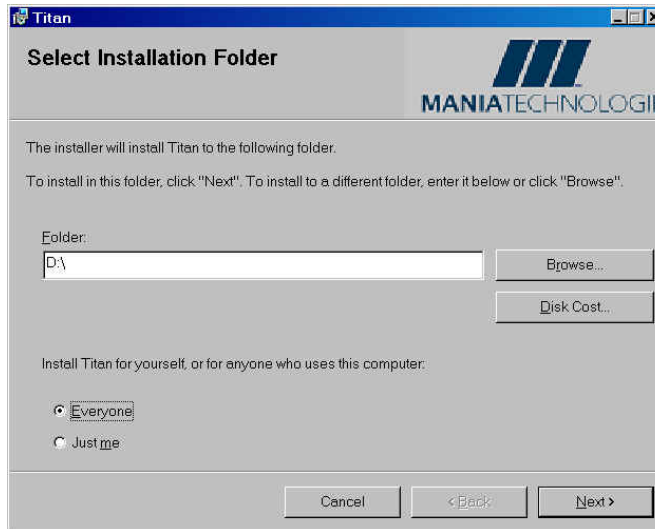 Titan
Select Installation Folder
MANIATECHNOLOGI
The installer will install Titan to the following folder.
To install in this folder, click "Next". To install to a different folder, enter it below or click "Browse".
Folder:
D:\
Browse...
Disk Cost...
Install Titan for yourself, or for anyone who uses this computer:
Everyone
Just me
Cancel
< Back
Next >